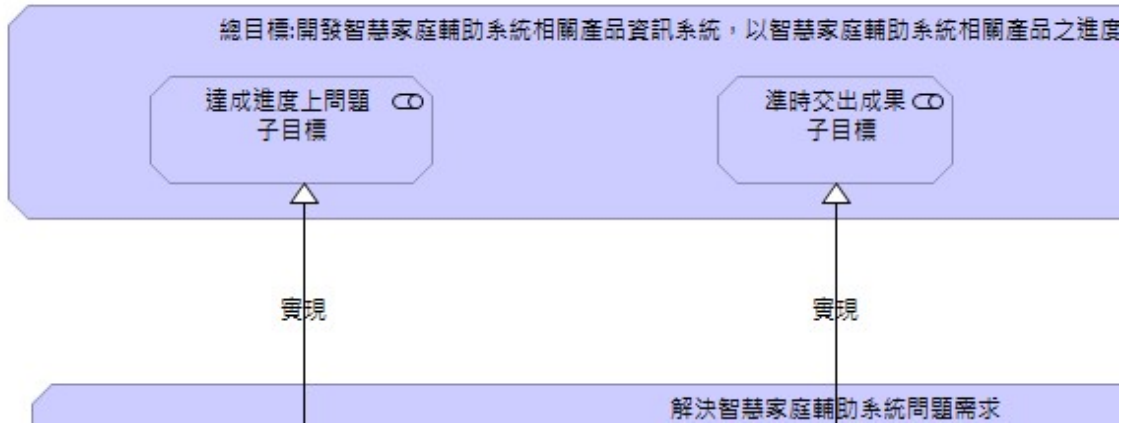 總目標:開發智慧家庭輔助系統相關產品資訊系統，以智慧家庭輔助系統相關產品之進度
達成進度上問題
子目標
準時交出成果
子目標
實現
實現
解決智慧家庭輔助系統問題需求